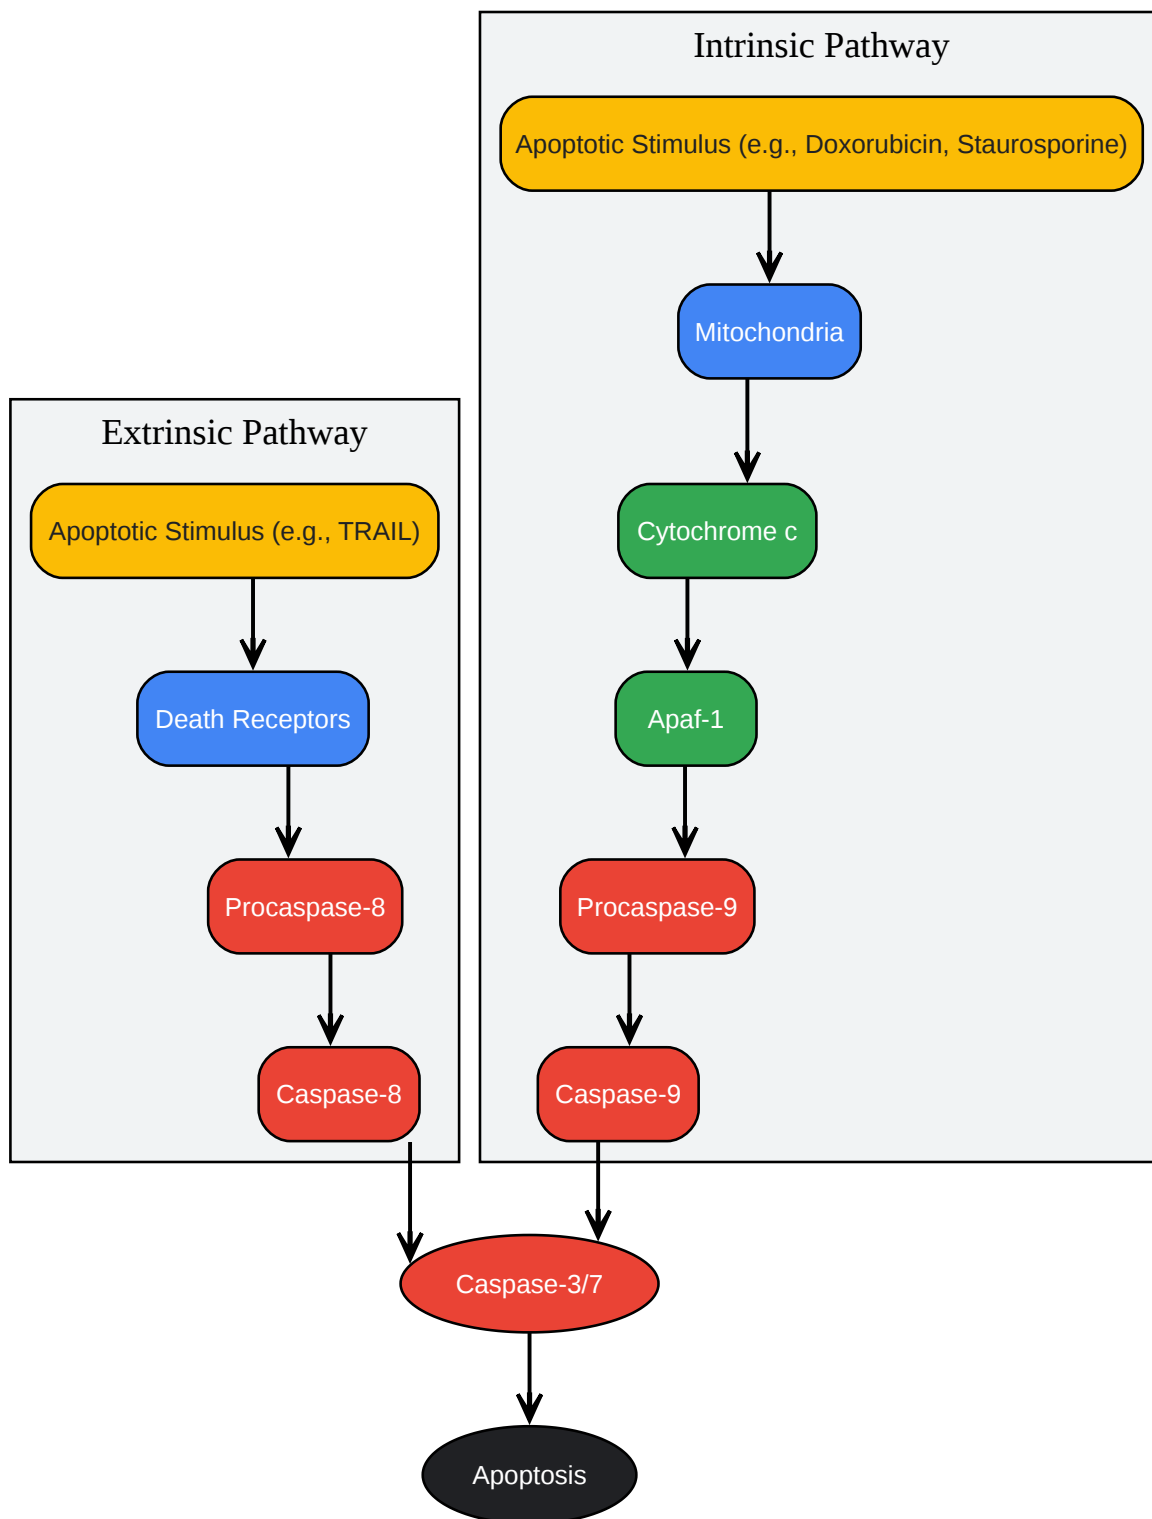 Intrinsic Pathway
Apoptotic Stimulus (e.g., Doxorubicin, Staurosporine)
Mitochondria
Cytochrome c
Apaf-1
Procaspase-9
Caspase-9
Extrinsic Pathway
Apoptotic Stimulus (e.g., TRAIL)
Death Receptors
Procaspase-8
Caspase-8
Caspase-3/7
Apoptosis